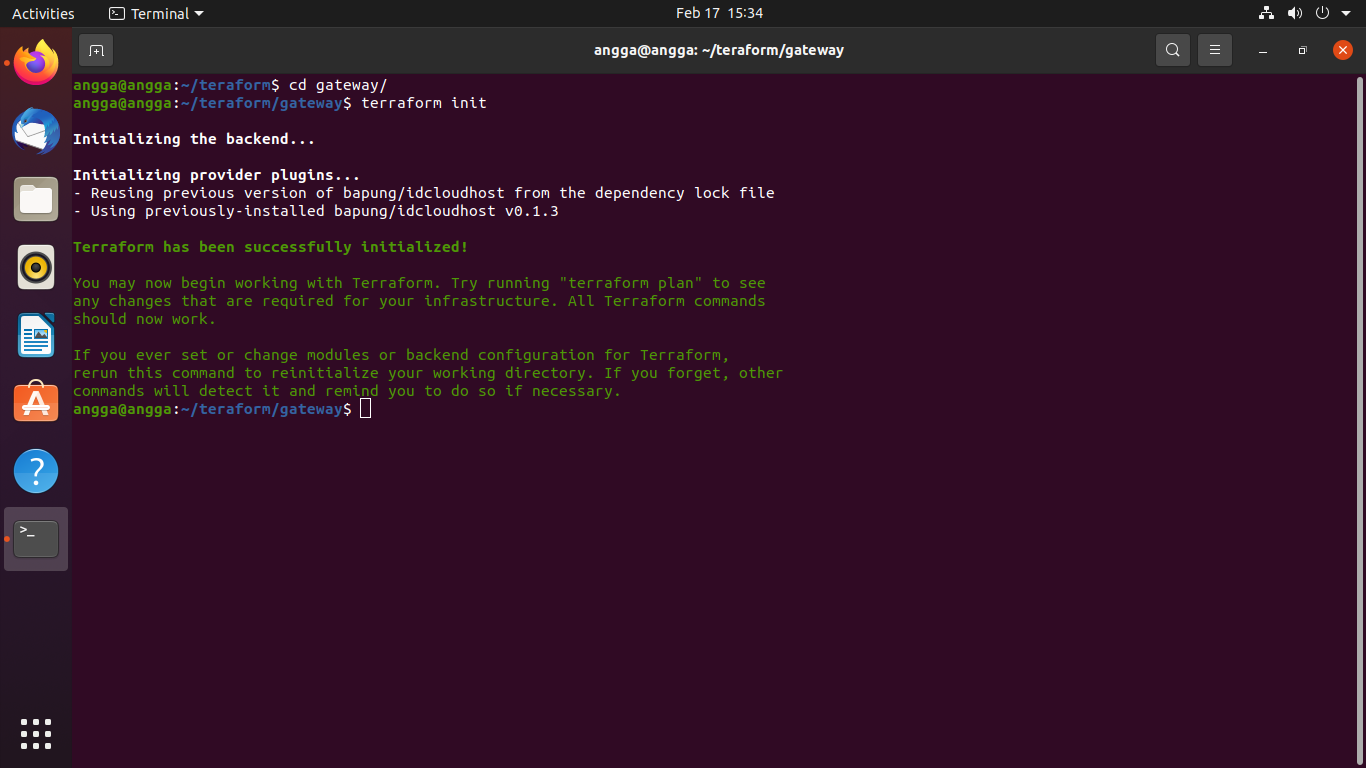 Activities
Terminal
Feb 17 15:34
angga@angga: ~/teraform/gateway
angga@angga:~/teraform$ cd gateway/
angga@angga:~/teraform/gateway$ terraform init
Initializing the backend...
Initializing provider plugins...
- Reusing previous version of bapung/idcloudhost from the dependency lock file
- Using previously-installed bapung/idcloudhost v0.1.3
Terraform has been successfully initialized!
You may now begin working with Terraform. Try running "terraform plan" to see
any changes that are required for your infrastructure. All Terraform commands
should now work.
If you ever set or change modules or backend configuration for Terraform,
rerun this command to reinitialize your working directory. If you forget, other
commands will detect it and remind you to do so if necessary.
angga@angga:~/teraform/gateway$